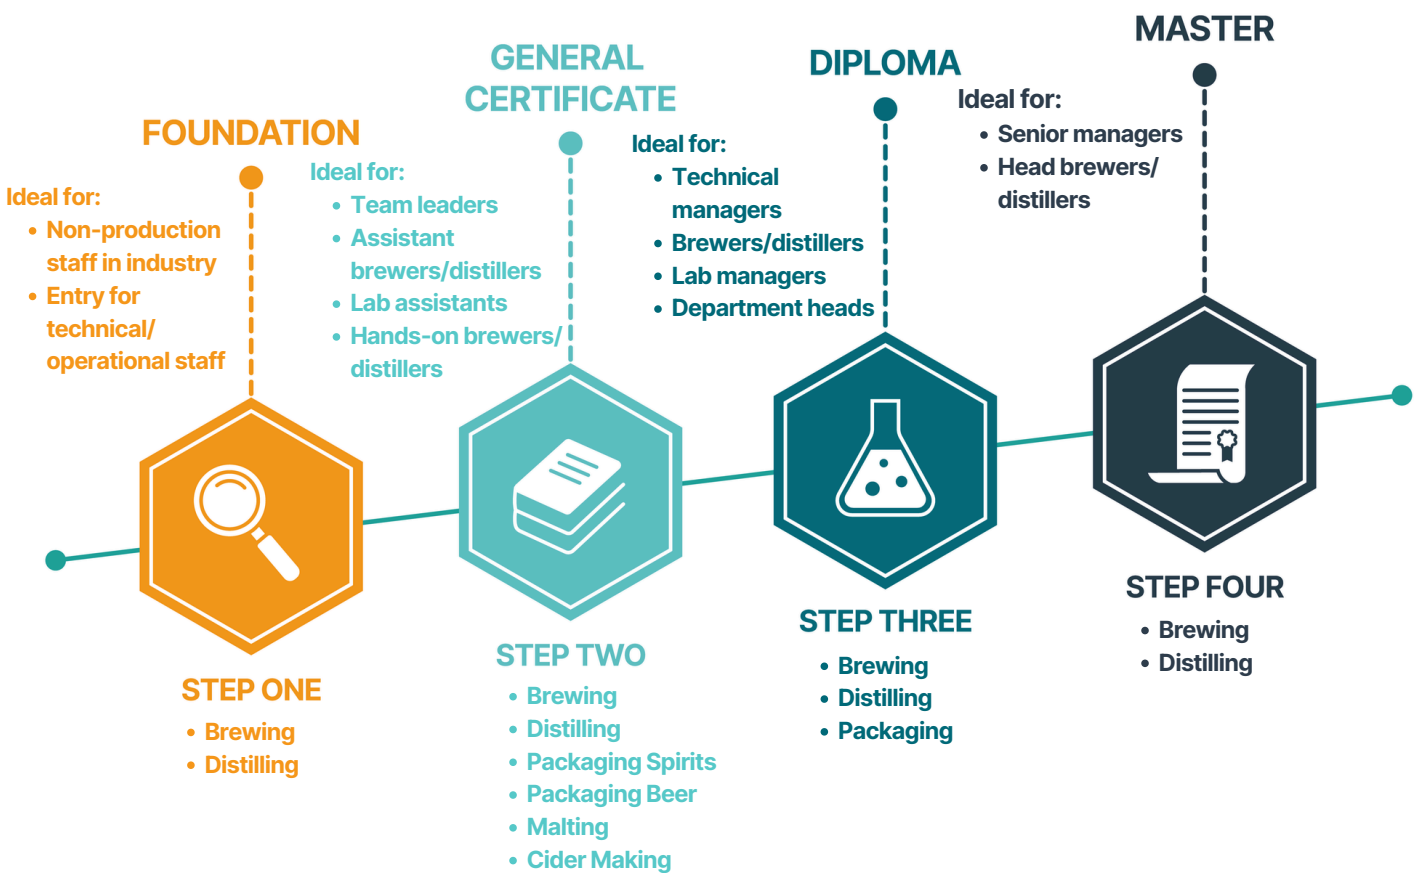 FOUNDATION
Ideal for:
• Non-production
staff in industry
• Entry for
technical/
operational staff
STEP ONE
• Brewing
• Distilling
GENERAL
CERTIFICATE
Ideal for:
• Team leaders
• Assistant
brewers/distillers
• Lab assistants
• Hands-on brewers/
distillers
STEP TWO
• Brewing
• Distilling
• Packaging Spirits
• Packaging Beer
• Malting
• Cider Making
DIPLOMA
Ideal for:
• Technical
managers
• Brewers/distillers
• Lab managers
• Department heads
STEP THREE
• Brewing
• Distilling
• Packaging
MASTER
Ideal for:
• Senior managers
• Head brewers/
distillers
STEP FOUR
• Brewing
• Distilling